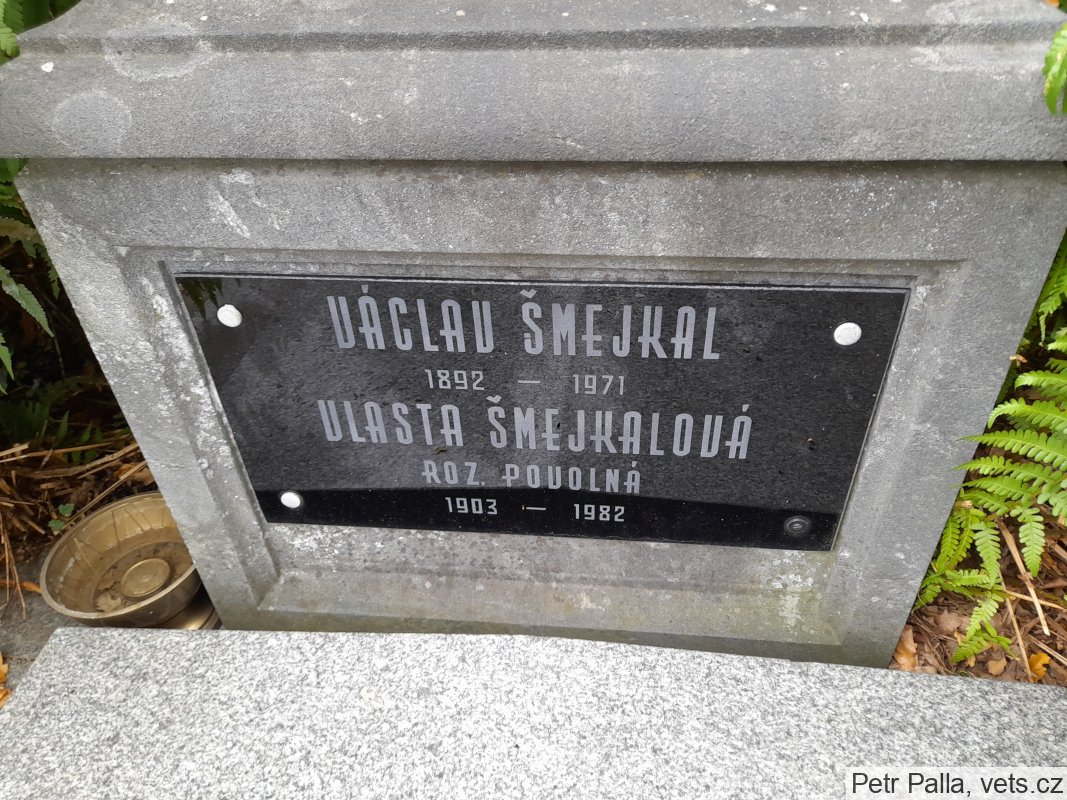 VÁCLAV ŠMEJKAL
1892 — 1971
VLASTA ŠMEJKALOVÁ
ROZ. POVOLNÁ
1903 — 1982
Petr Palla, vets.cz